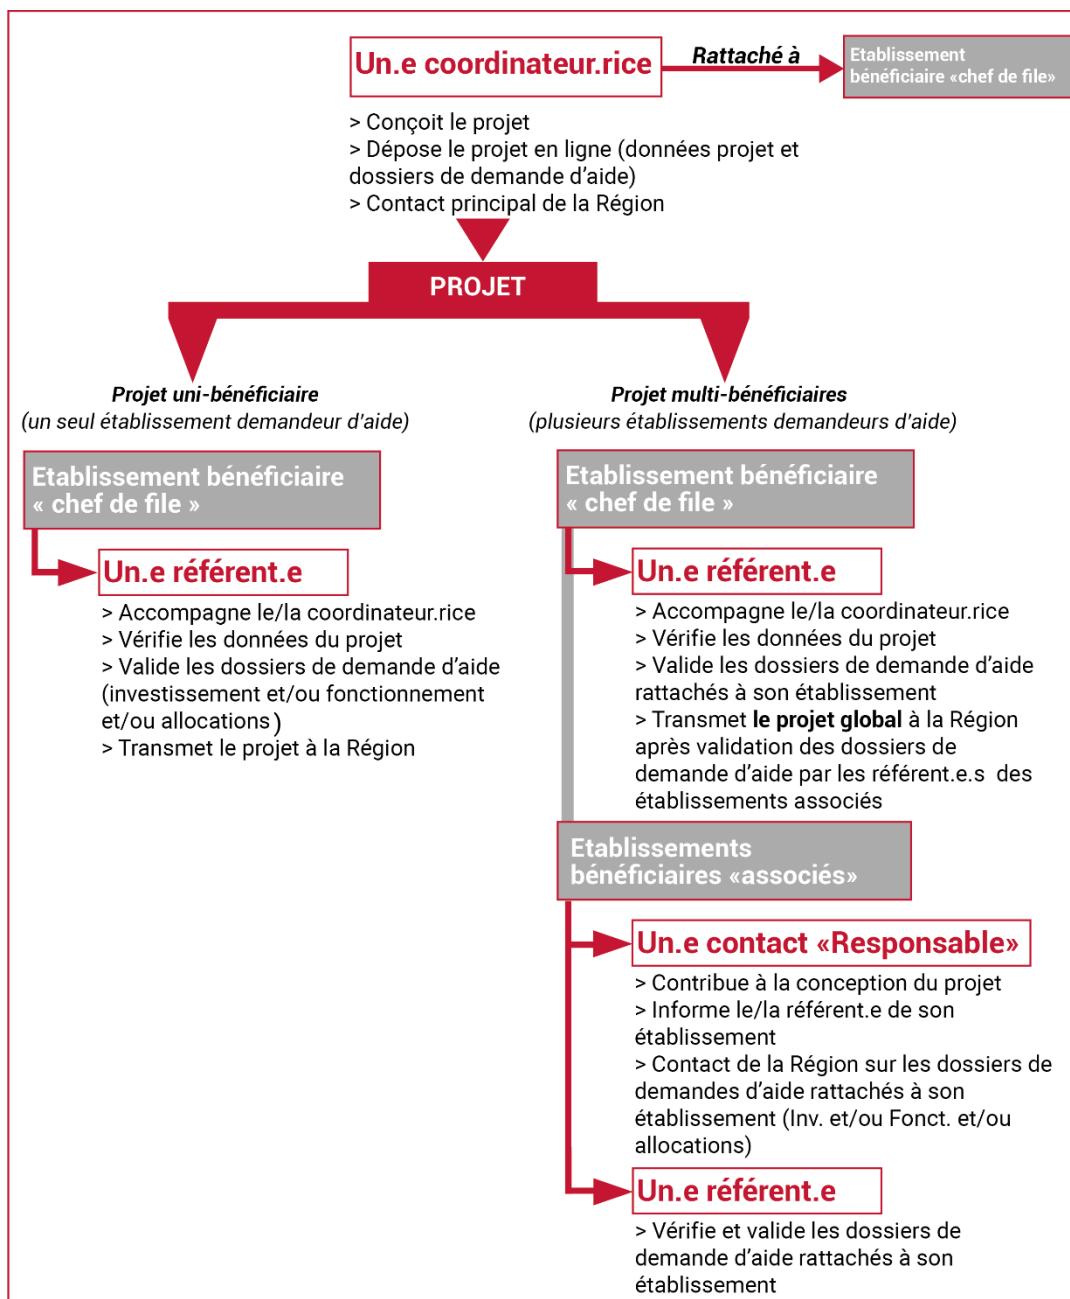 Un.e coordinateur.rice
Rattaché à
Etablissement
bénéficiaire «chef de file»
> Conçoit le projet
> Dépose le projet en ligne (données projet et
dossiers de demande d'aide)
> Contact principal de la Région
PROJET
Projet uni-bénéficiaire
(un seul établissement demandeur d'aide)
Etablissement bénéficiaire
« chef de file »
Un.e référent.e
> Accompagne le/la coordinateur.rice
> Vérifie les données du projet
> Valide les dossiers de demande d'aide
(investissement et/ou fonctionnement
et/ou allocations)
> Transmet le projet à la Région
Projet multi-bénéficiaires
(plusieurs établissements demandeurs d'aide)
Etablissement bénéficiaire
« chef de file »
Un.e référent.e
> Accompagne le/la coordinateur.rice
> Vérifie les données du projet
> Valide les dossiers de demande d'aide
rattachés à son établissement
> Transmet le projet global à la Région
après validation des dossiers de
demande d'aide par les référent.e.s des
établissements associés
Etablissements
bénéficiaires «associés»
Un.e contact «Responsable»
> Contribue à la conception du projet
> Informe le/la référent.e de son
établissement
> Contact de la Région sur les dossiers de
demandes d'aide rattachés à son
établissement (Inv. et/ou Fonct. et/ou
allocations)
Un.e référent.e
> Vérifie et valide les dossiers de
demande d'aide rattachés à son
établissement